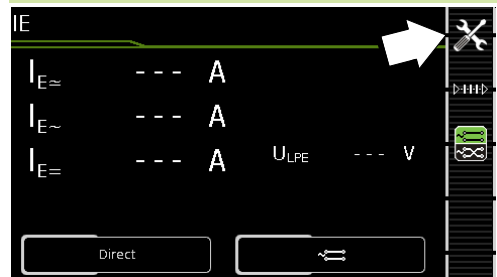 IE
IE≂ --- A
IE~ --- A
IE= --- A
ULPE --- V
Direct